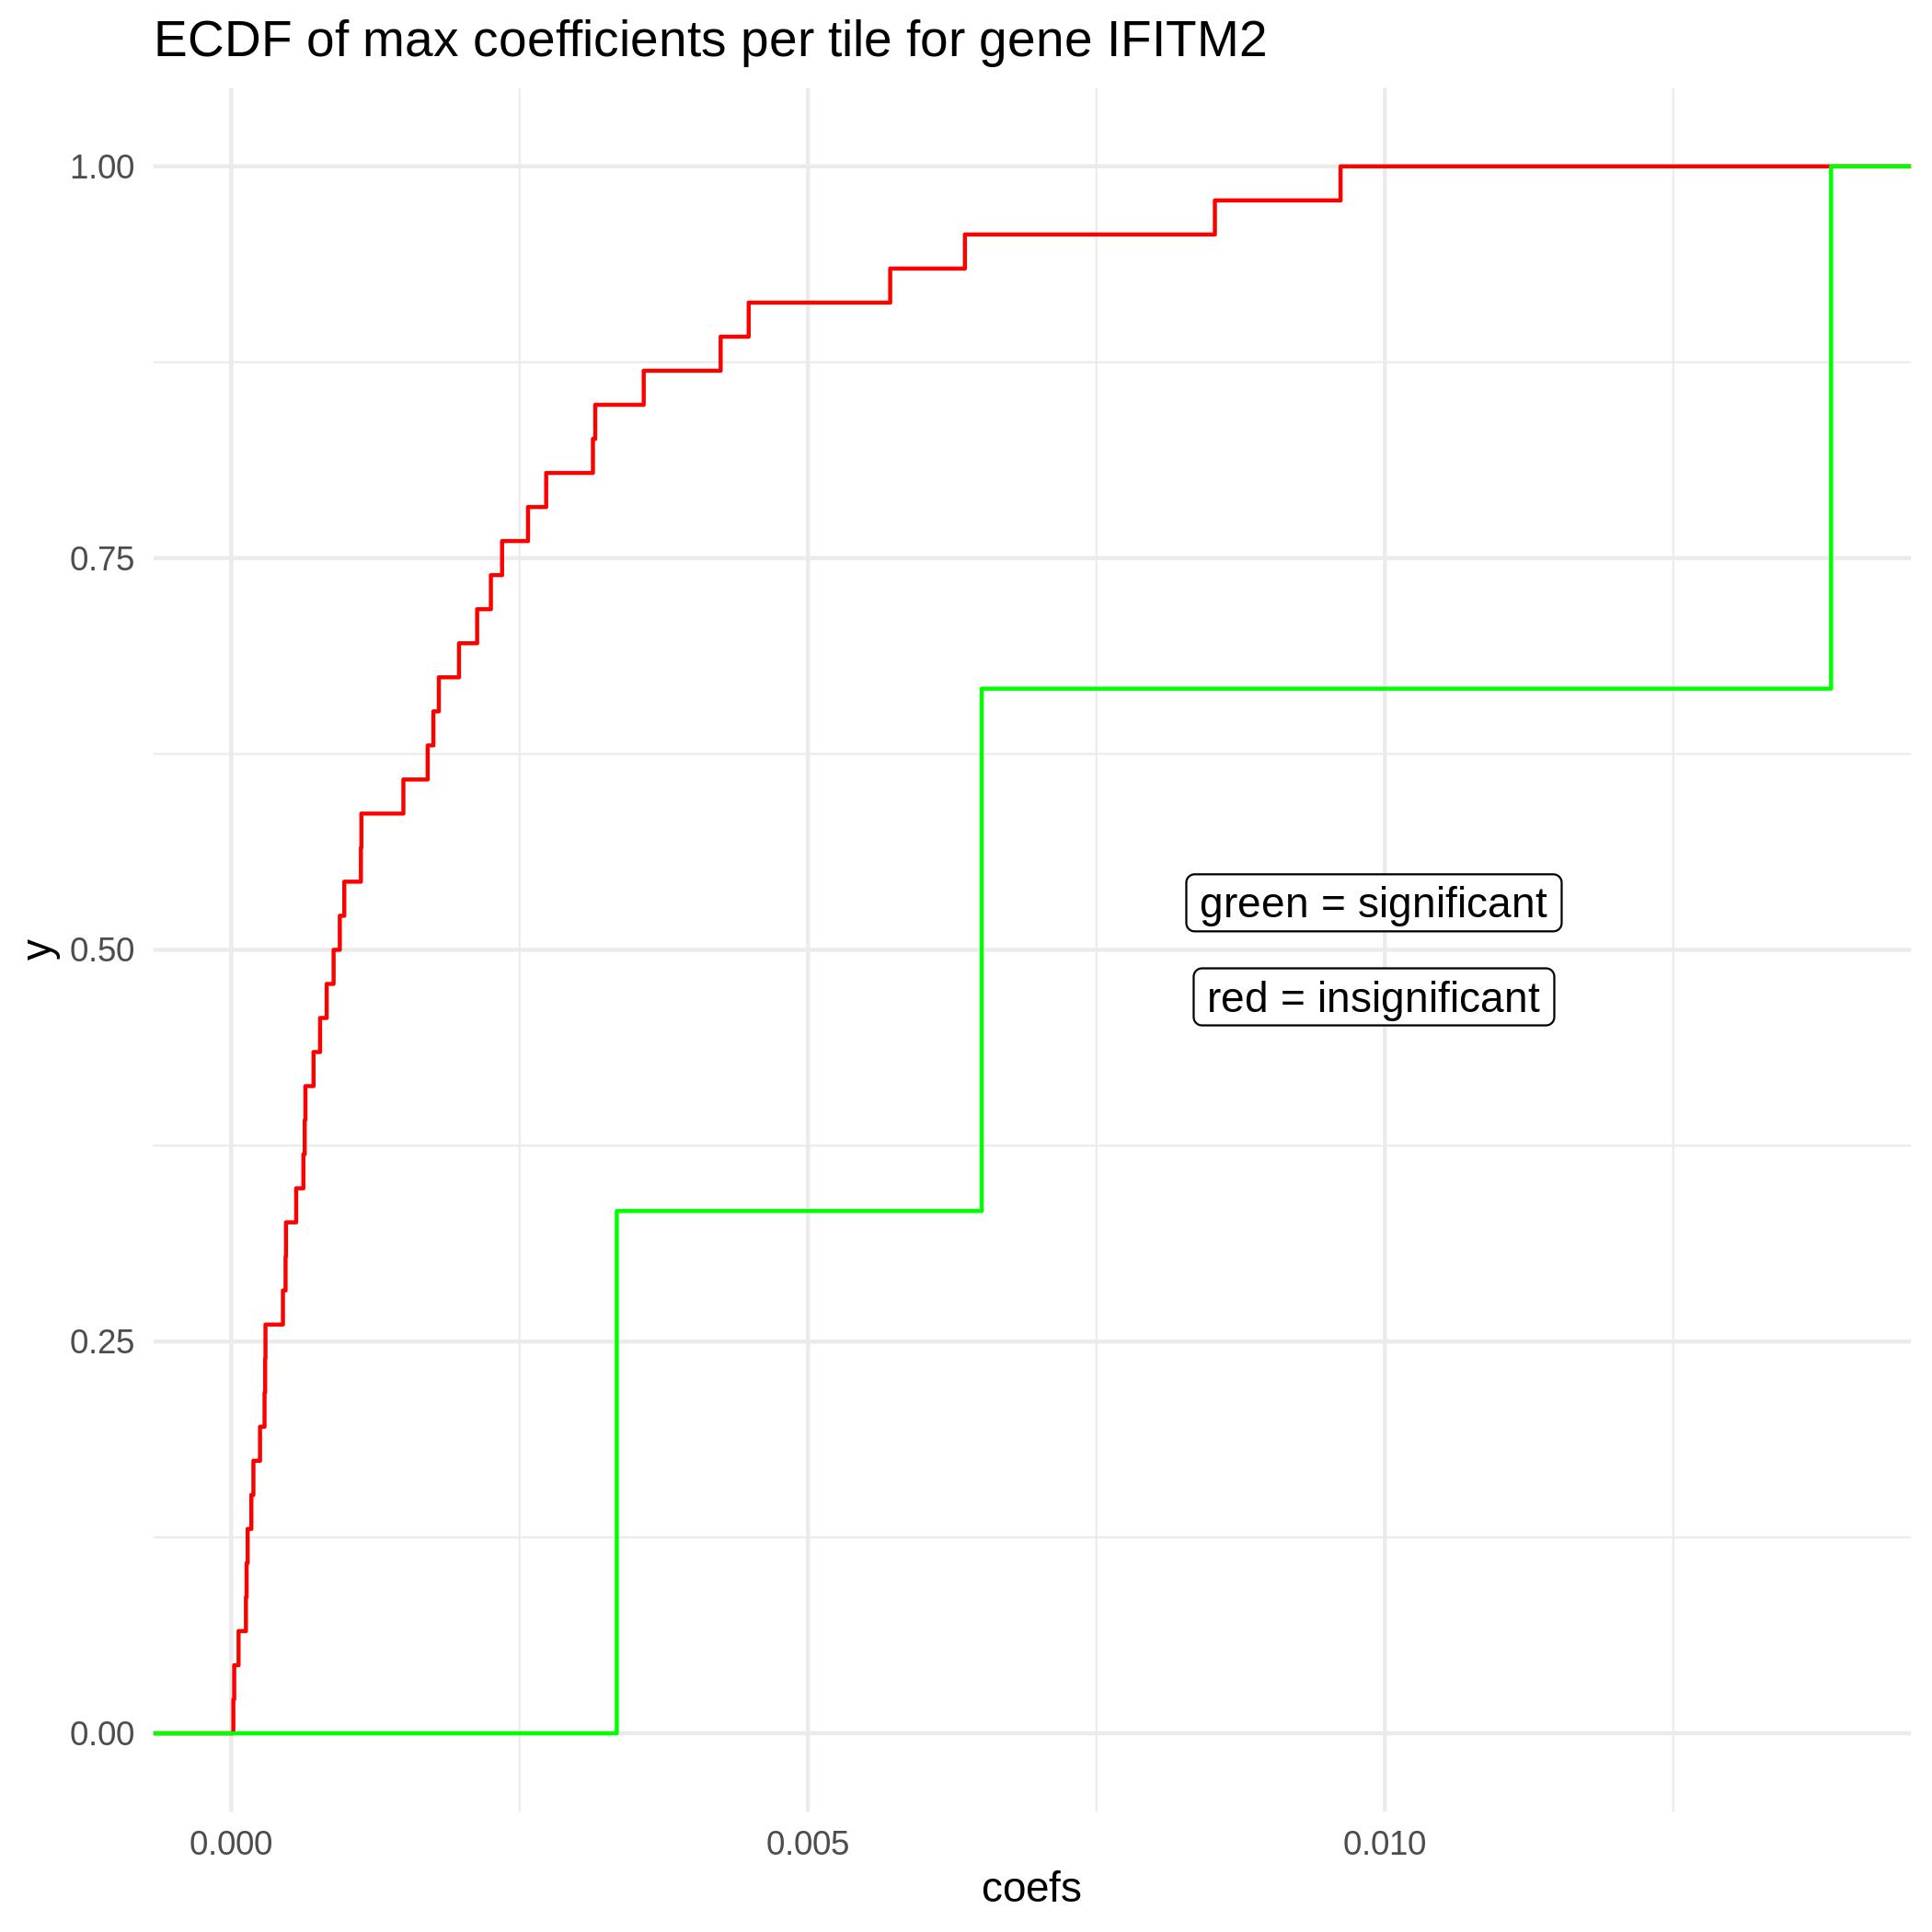 ECDF of max coefficients per tile for gene IFITM2
1.00
0.75
0.50
0.25
0.00
y
green = significant
red = insignificant
0.000
0.005
0.010
coefs